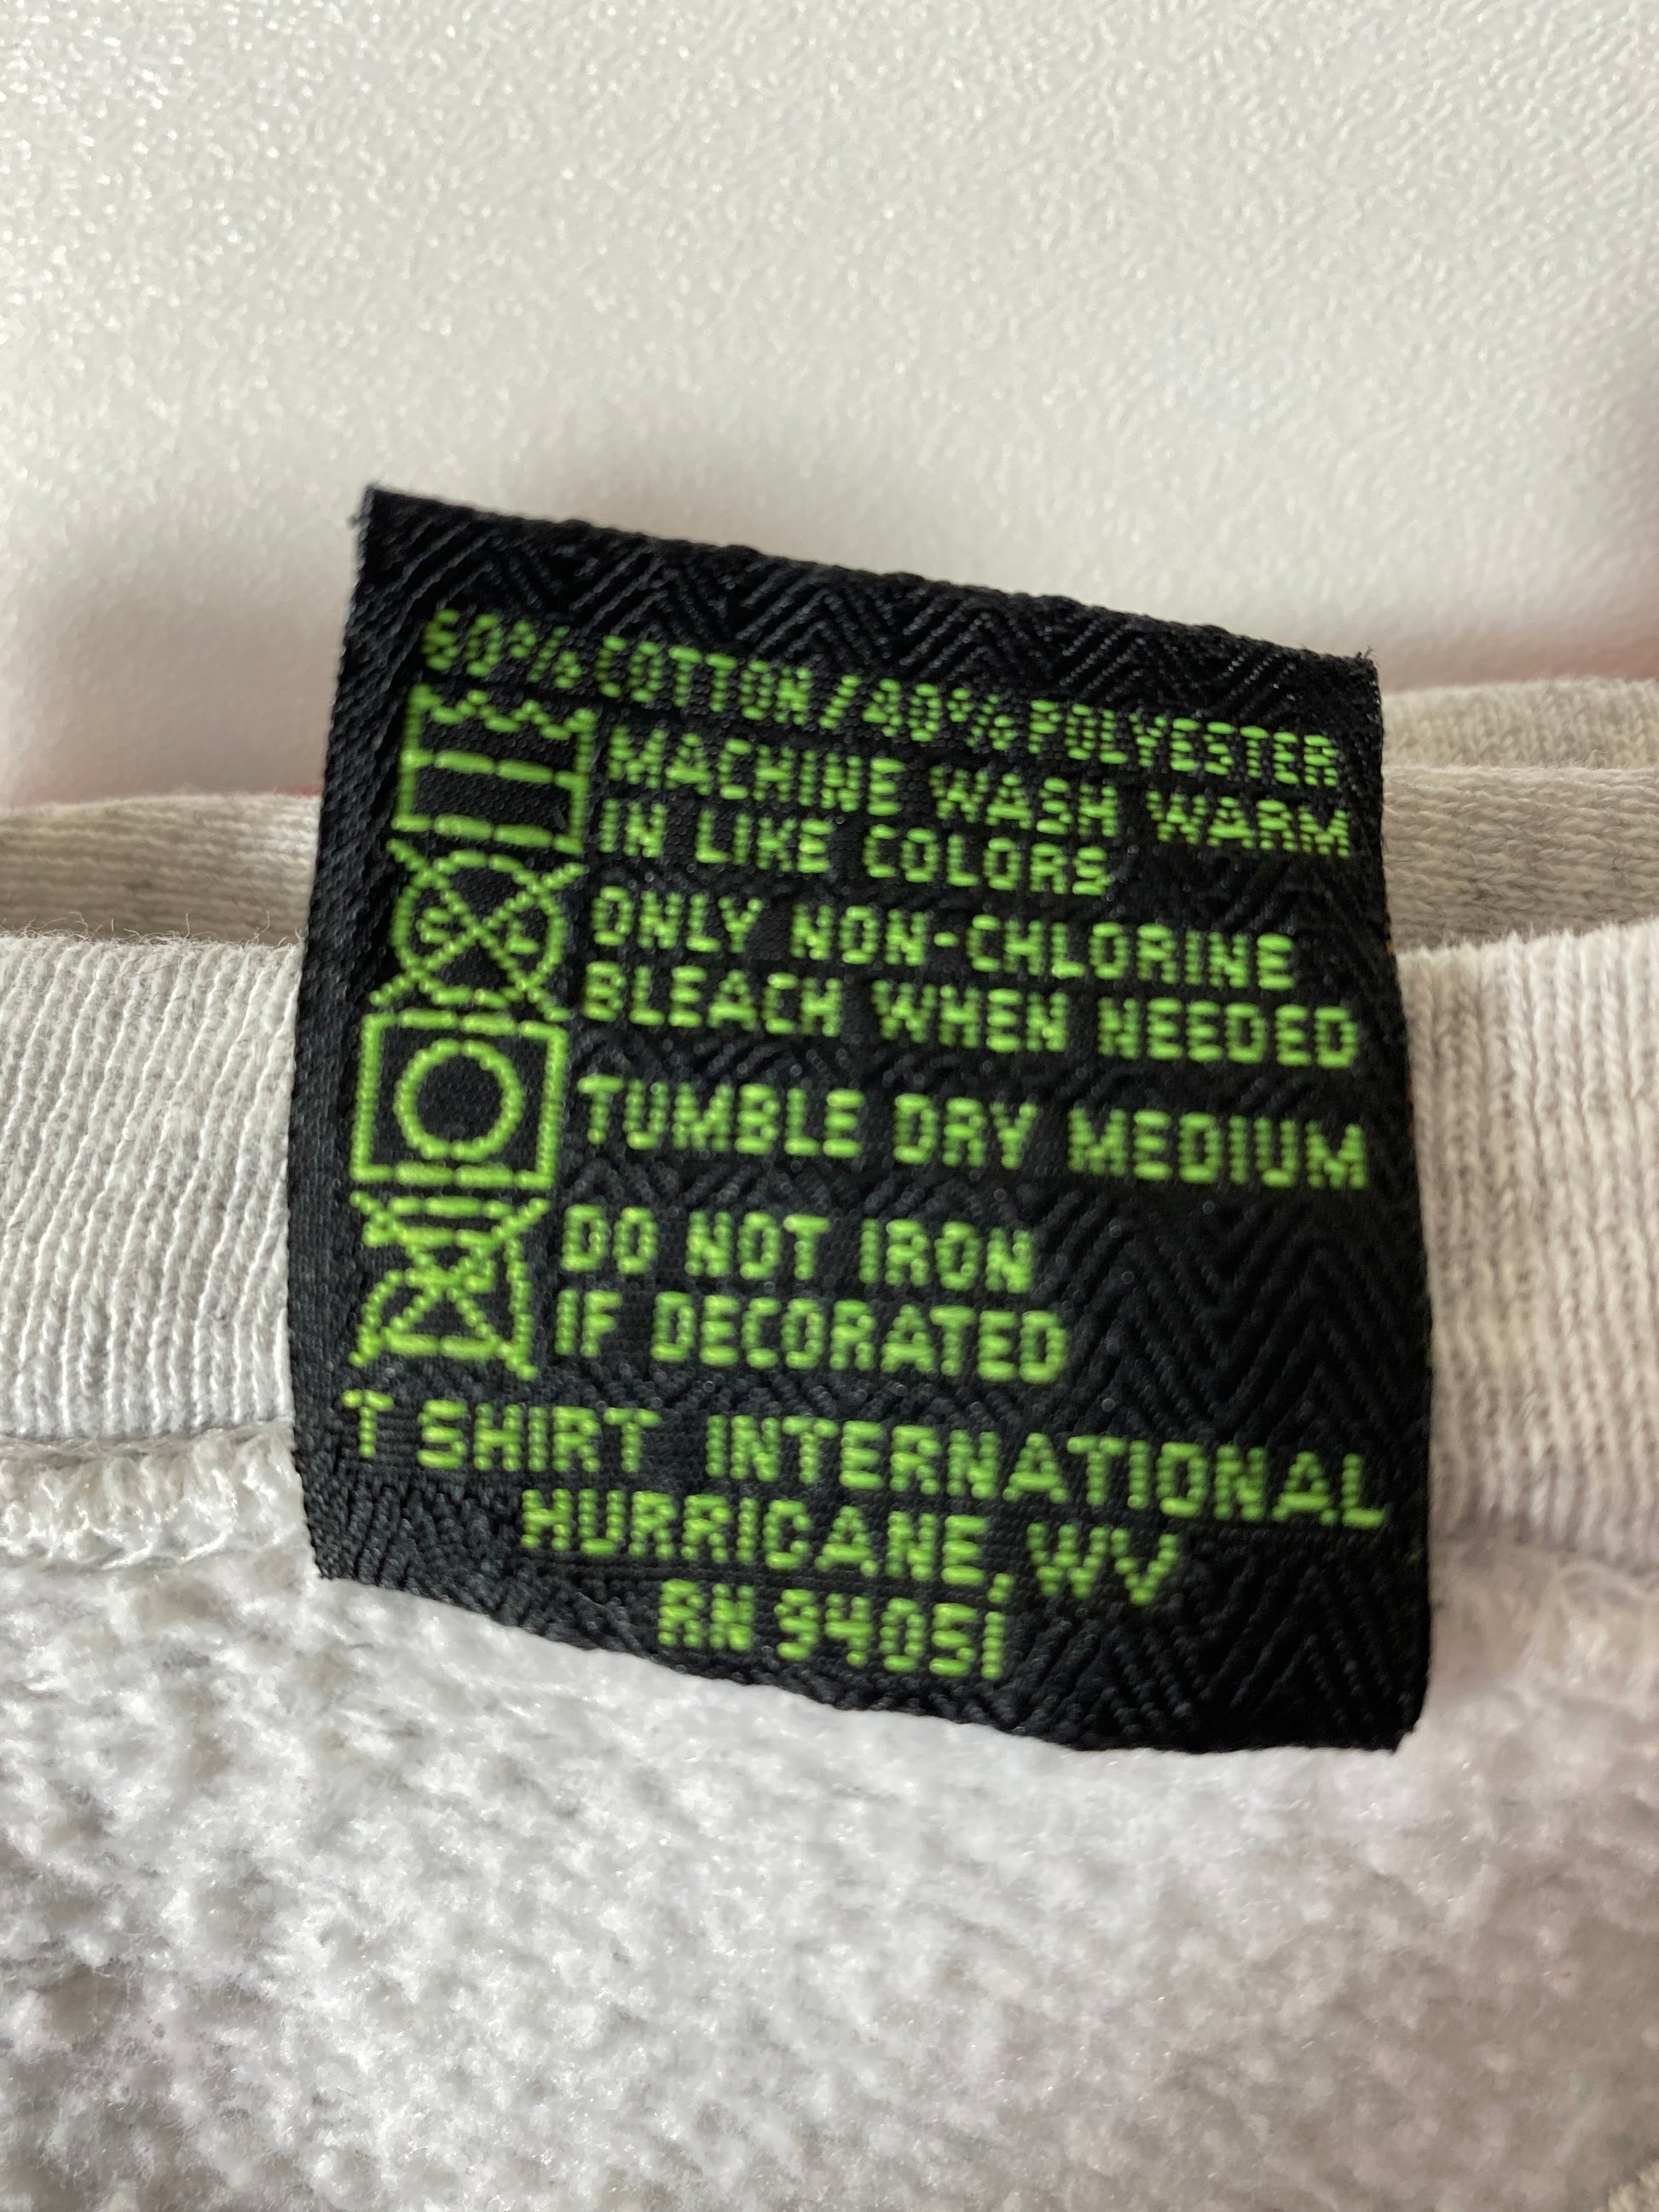 60% COTTON/40% POLYESTER
MACHINE WASH WARM
IN LIKE COLORS
ONLY NON-CHLORINE
BLEACH WHEN NEEDED
TUMBLE DRY MEDIUM
DO NOT IRON
IF DECORATED
T SHIRT INTERNATIONAL
HURRICANE, WV
RN 94051